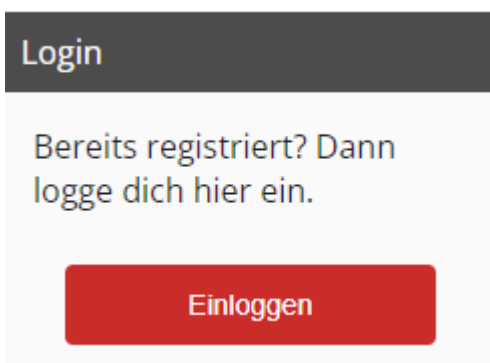 Login
Bereits registriert? Dann
logge dich hier ein.
Einloggen